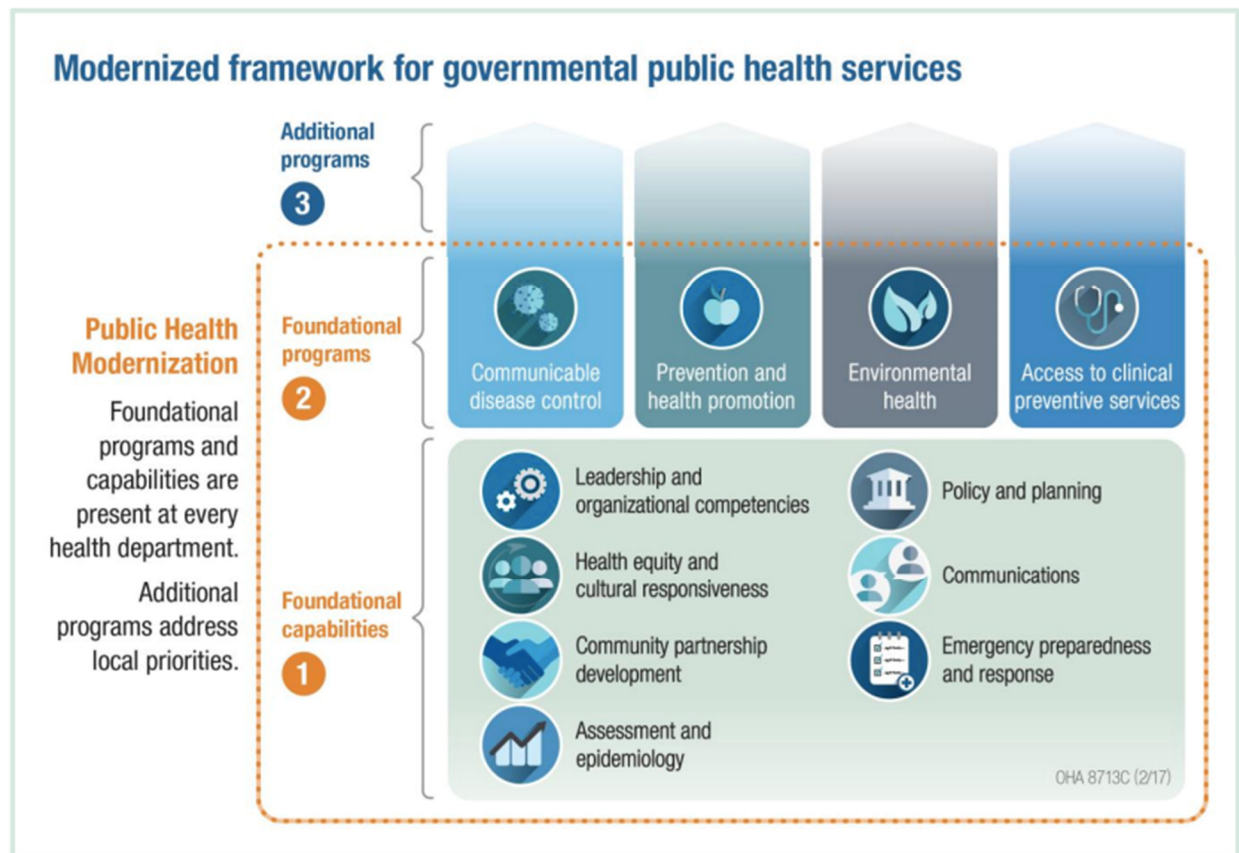 Modernized framework for governmental public health services
Additional
programs
3
Public Health
Modernization
Foundational
programs and
capabilities are
present at every
health department.
Additional
programs address
local priorities.
Foundational
programs
2
Communicable
disease control
Prevention and
health promotion
Environmental
health
Access to clinical
preventive services
Foundational
capabilities
1
Leadership and
organizational competencies
Health equity and
cultural responsiveness
Community partnership
development
Assessment and
epidemiology
Policy and planning
Communications
Emergency preparedness
and response
OHA 8713C (2/17)